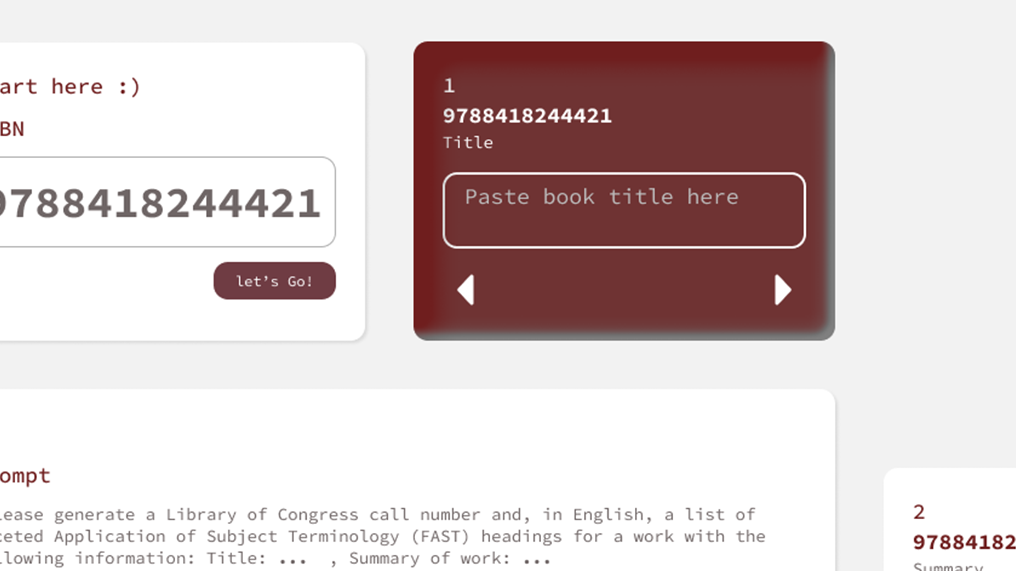 art here :)
BN
9788418244421
let’s Go!
1
9788418244421
Title
Paste book title here
ompt
lease generate a Library of Congress call number and, in English, a list of
ceted Application of Subject Terminology (FAST) headings for a work with the
llowing information: Title: ... , Summary of work: ...
2
97884182
Summary